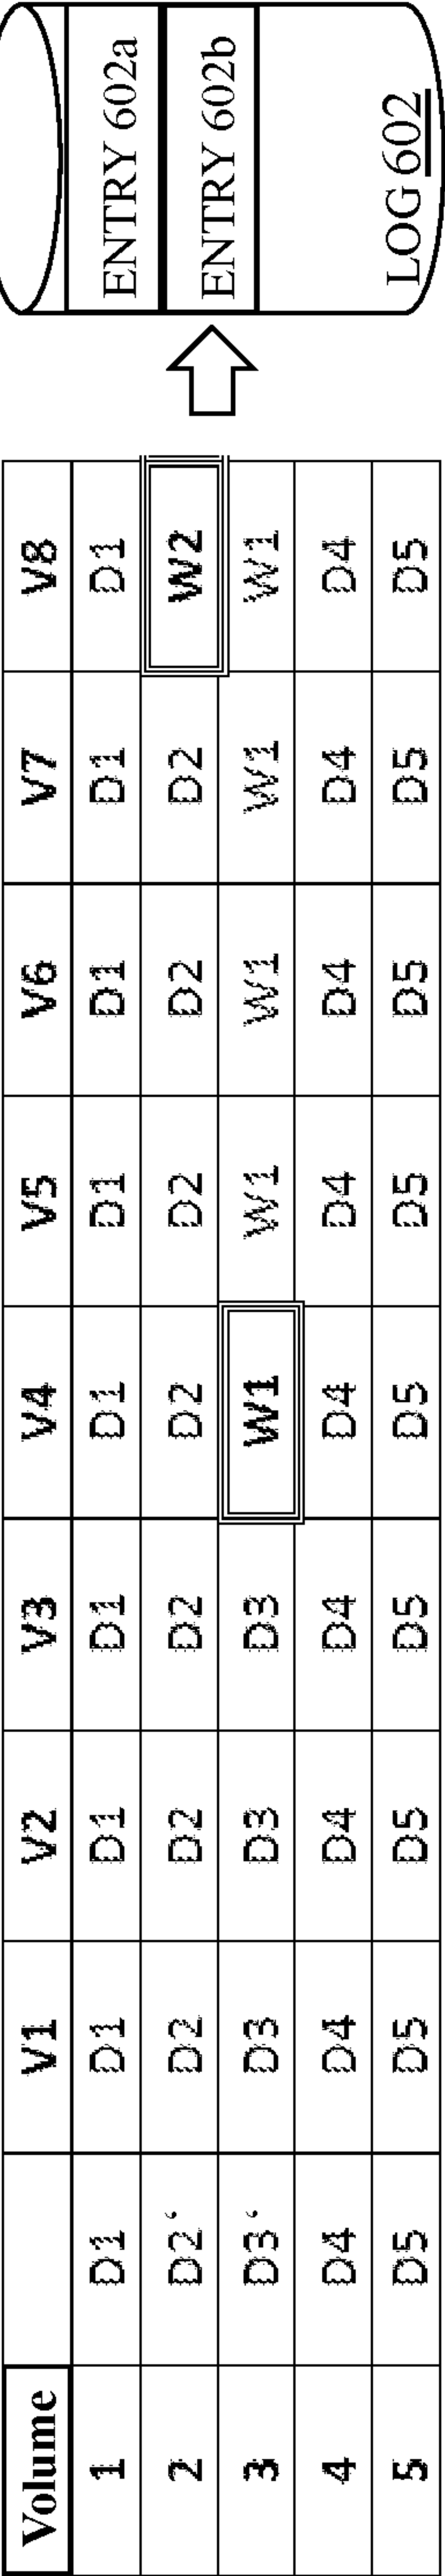 Volume V1 V2 V3 V4 V5 V6 V7 V8
1 D1 D1 D1 D1 D1 D1 D1 D1 D1
2 D2‘ D2 D2 D2 D2 D2 D2 D2 W2
3 D3‘ D3 D3 D3 W1 W1 W1 W1 W1
4 D4 D4 D4 D4 D4 D4 D4 D4 D4
5 D5 D5 D5 D5 D5 D5 D5 D5 D5
ENTRY 602a
ENTRY 602b
LOG 602